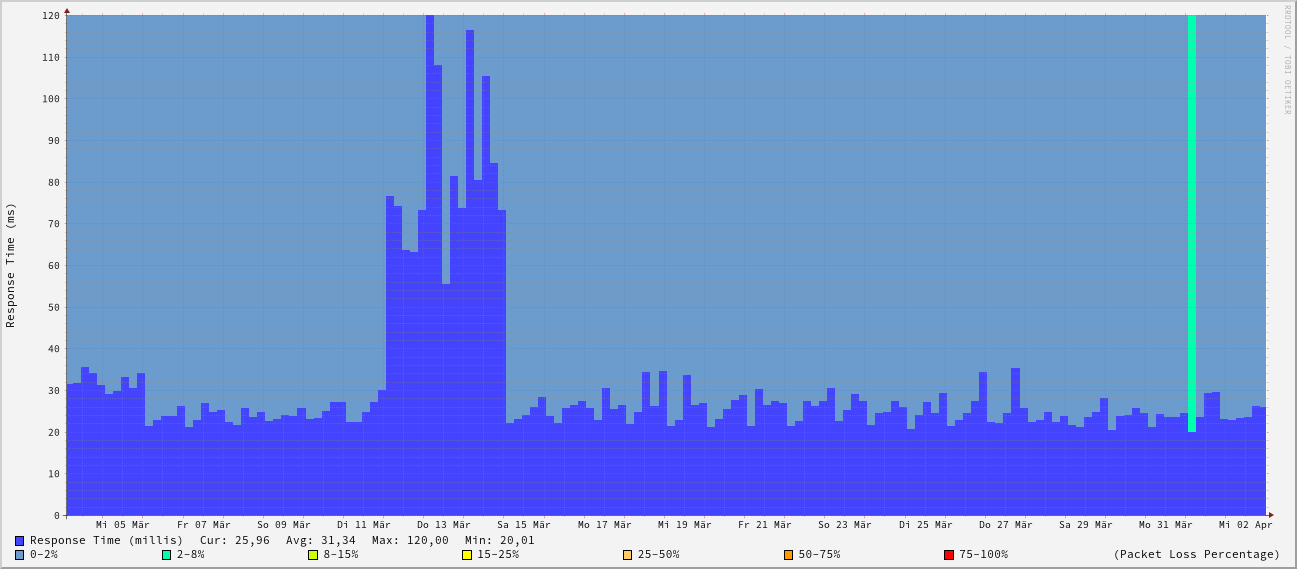 RRDTOOL / TOBI OETIKER
Response Time (ms)
120
110
100
90
80
70
60
50
40
30
20
10
0
Mi 05 Mär Fr 07 Mär So 09 Mär Di 11 Mär Do 13 Mär Sa 15 Mär Mo 17 Mär Mi 19 Mär Fr 21 Mär So 23 Mär Di 25 Mär Do 27 Mär Sa 29 Mär Mo 31 Mär Mi 02 Apr
Response Time (millis) Cur: 25,96 Avg: 31,34 Max: 120,00 Min: 20,01
0-2% 2-8% 8-15% 15-25% 25-50% 50-75% 75-100% (Packet Loss Percentage)